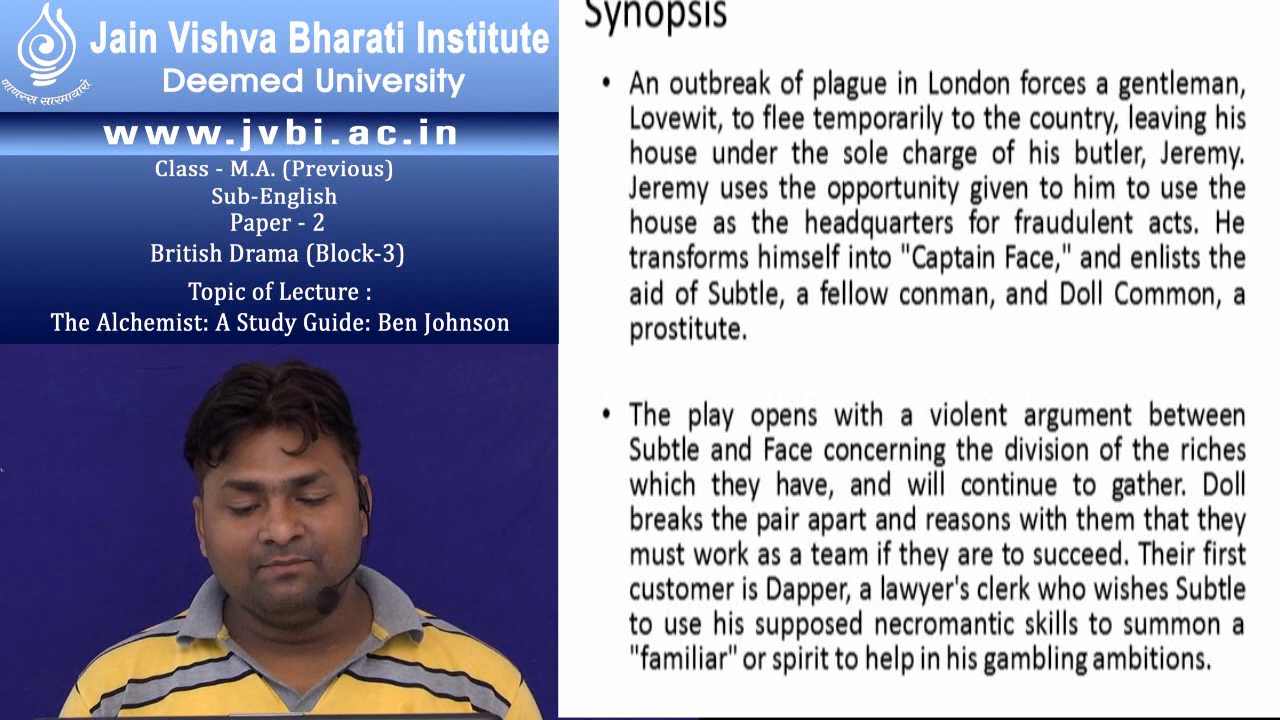 Jain Vishva Bharati Institute
Deemed University
www.jvbi.ac.in
Class - M.A. (Previous)
Sub-English
Paper - 2
British Drama (Block-3)
Topic of Lecture :
The Alchemist: A Study Guide: Ben Johnson
Synopsis
• An outbreak of plague in London forces a gentleman,
Lovewit, to flee temporarily to the country, leaving his
house under the sole charge of his butler, Jeremy.
Jeremy uses the opportunity given to him to use the
house as the headquarters for fraudulent acts. He
transforms himself into "Captain Face," and enlists the
aid of Subtle, a fellow conman, and Doll Common, a
prostitute.
• The play opens with a violent argument between
Subtle and Face concerning the division of the riches
which they have, and will continue to gather. Doll
breaks the pair apart and reasons with them that they
must work as a team if they are to succeed. Their first
customer is Dapper, a lawyer's clerk who wishes Subtle
to use his supposed necromantic skills to summon a
"familiar" or spirit to help in his gambling ambitions.